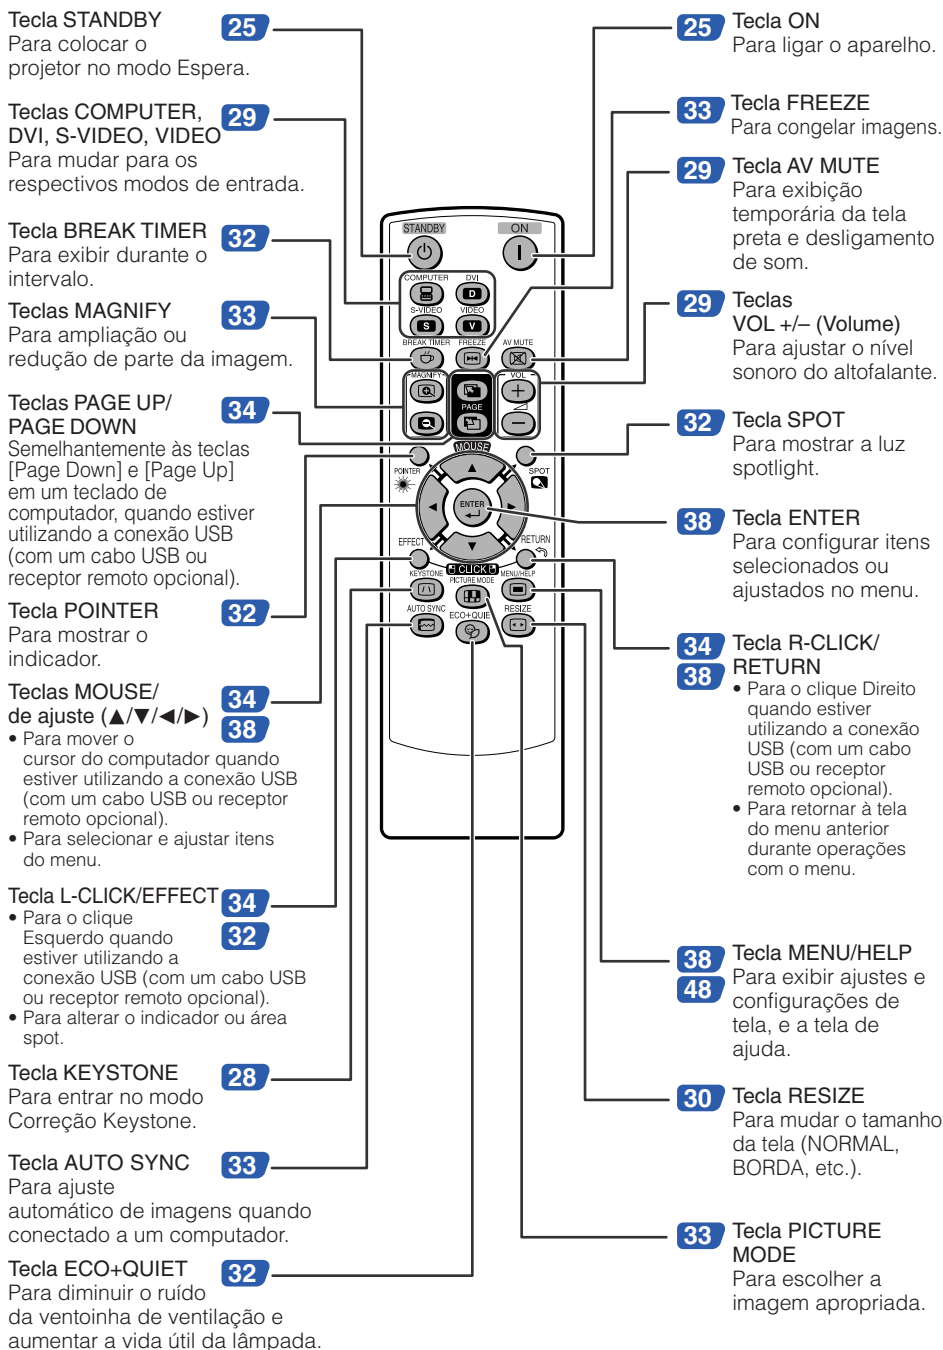 Tecla STANDBY
25
Para colocar o
projetor no modo Espera.
Teclas COMPUTER,
DVI, S-VIDEO, VIDEO
29
Para mudar para os
respectivos modos de entrada.
Tecla BREAK TIMER
32
Para exibir durante o
intervalo.
Teclas MAGNIFY
33
Para ampliação ou
redução de parte da imagem.
Teclas PAGE UP/
PAGE DOWN
34
Semelhantemente às teclas
[Page Down] e [Page Up]
em um teclado de
computador, quando estiver
utilizando a conexão USB
(com um cabo USB ou
receptor remoto opcional).
Tecla POINTER
32
Para mostrar o
indicador.
Teclas MOUSE/
de ajuste (▲/▼/◄/►)
34
38
• Para mover o
cursor do computador quando
estiver utilizando a conexão USB
(com um cabo USB ou receptor
remoto opcional).
• Para selecionar e ajustar itens
do menu.
Tecla L-CLICK/EFFECT
34
32
• Para o clique
Esquerdo quando
estiver utilizando a
conexão USB (com um cabo USB
ou receptor remoto opcional).
• Para alterar o indicador ou área
spot.
Tecla KEYSTONE
28
Para entrar no modo
Correção Keystone.
Tecla AUTO SYNC
33
Para ajuste
automático de imagens quando
conectado a um computador.
Tecla ECO+QUIET
32
Para diminuir o ruído
da ventoinha de ventilação e
aumentar a vida útil da lâmpada.
STANDBY
ON
COMPUTER
DVI
D
S-VIDEO
VIDEO
S
V
BREAK TIMER
FREEZE
AV MUTE
MAGNIFY
PAGE
VOL
MOUSE
POINTER
SPOT
ENTER
EFFECT
RETURN
CLICK
KEYSTONE
PICTURE MODE
MENU/HELP
AUTO SYNC
ECO+QUIE
RESIZE
25
Tecla ON
Para ligar o aparelho.
33
Tecla FREEZE
Para congelar imagens.
29
Tecla AV MUTE
Para exibição
temporária da tela
preta e desligamento
de som.
29
Teclas
VOL +/– (Volume)
Para ajustar o nível
sonoro do altofalante.
32
Tecla SPOT
Para mostrar a luz
spotlight.
38
Tecla ENTER
Para configurar itens
selecionados ou
ajustados no menu.
34
38
Tecla R-CLICK/
RETURN
• Para o clique Direito
quando estiver
utilizando a conexão
USB (com um cabo
USB ou receptor
remoto opcional).
• Para retornar à tela
do menu anterior
durante operações
com o menu.
38
48
Tecla MENU/HELP
Para exibir ajustes e
configurações de
tela, e a tela de
ajuda.
30
Tecla RESIZE
Para mudar o tamanho
da tela (NORMAL,
BORDA, etc.).
33
Tecla PICTURE
MODE
Para escolher a
imagem apropriada.